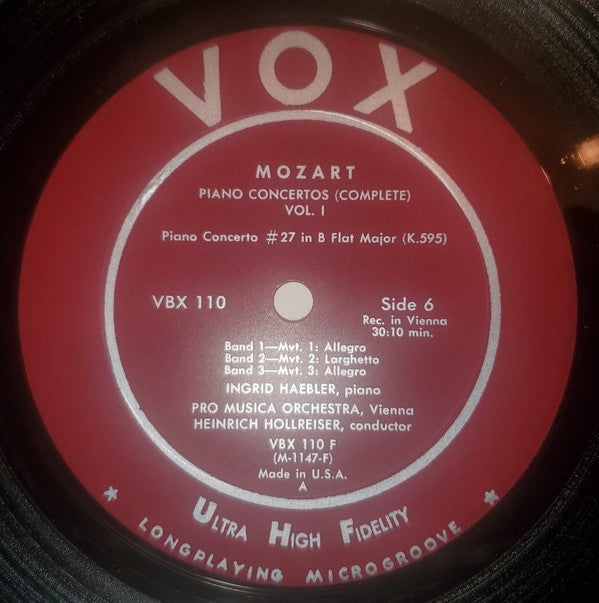 VOX
MOZART
PIANO CONCERTOS (COMPLETE)
VOL. I
Piano Concerto #27 in B Flat Major (K.595)
VBX 110
Side 6
Rec. in Vienna
30:10 min.
Band 1—Mvt. 1: Allegro
Band 2—Mvt. 2: Larghetto
Band 3—Mvt. 3: Allegro
INGRID HAEBLER, piano
PRO MUSICA ORCHESTRA, Vienna
HEINRICH HOLLREISER, conductor
VBX 110 F
(M-1147-F)
Made in U.S.A.
A
ULTRA HIGH FIDELITY
* LONGPLAYING MICROGROOVE *